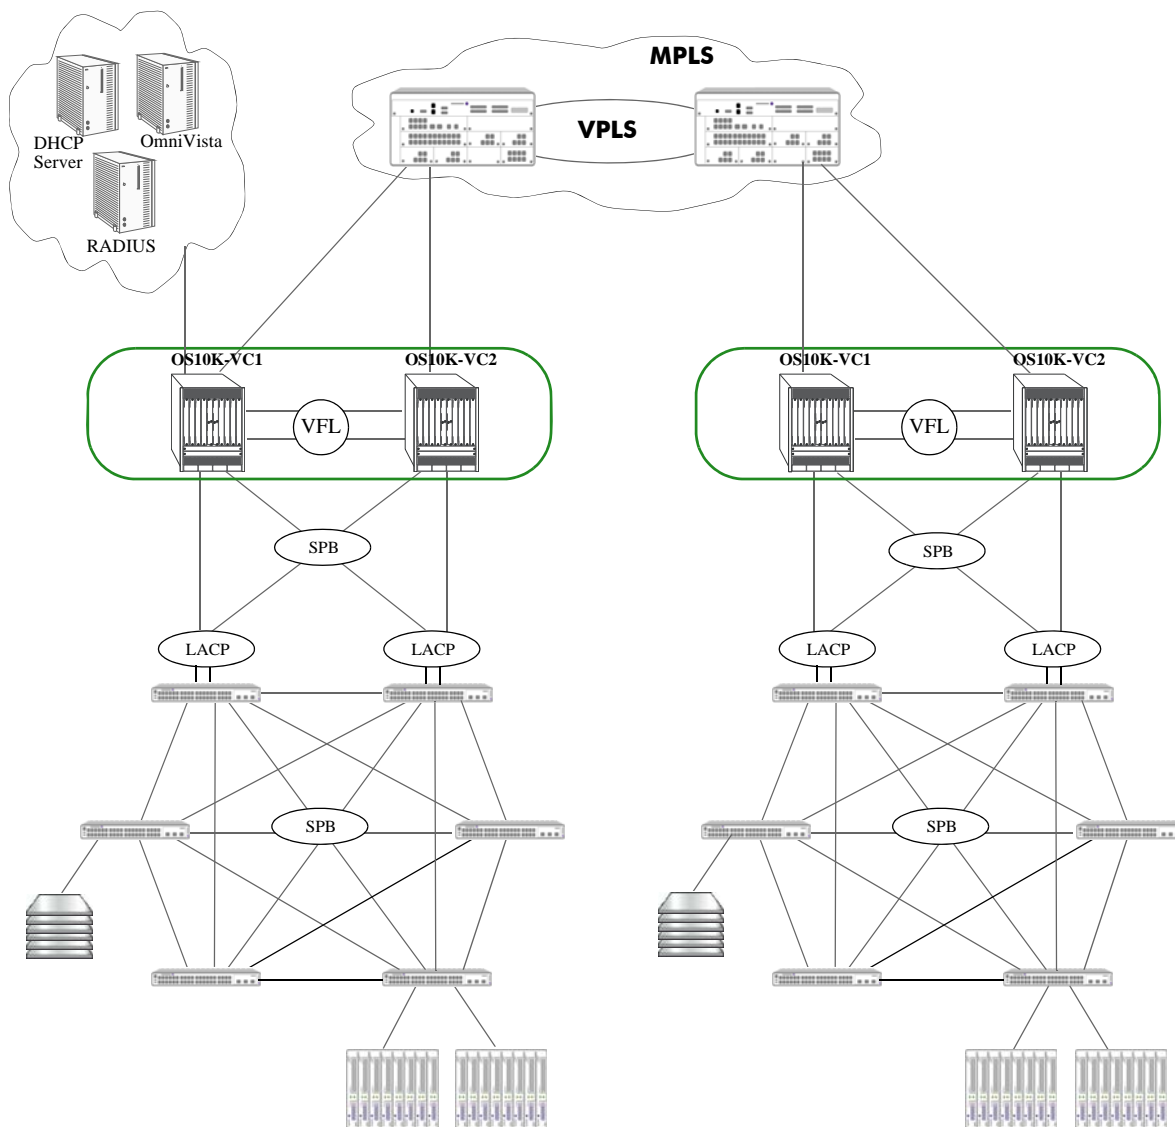 MPLS
VPLS
DHCP
Server
OmniVista
RADIUS
OS10K-VC1
OS10K-VC2
OS10K-VC1
OS10K-VC2
VFL
VFL
SPB
SPB
LACP
LACP
LACP
LACP
SPB
SPB